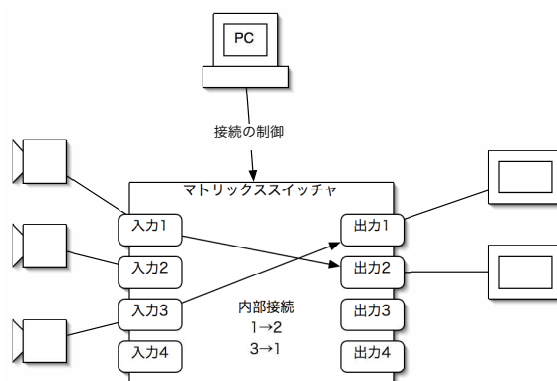 PC
接続の制御
マトリックススイッチャ
入力1
出力1
入力2
出力2
入力3
出力3
入力4
出力4
内部接続
1→2
3→1